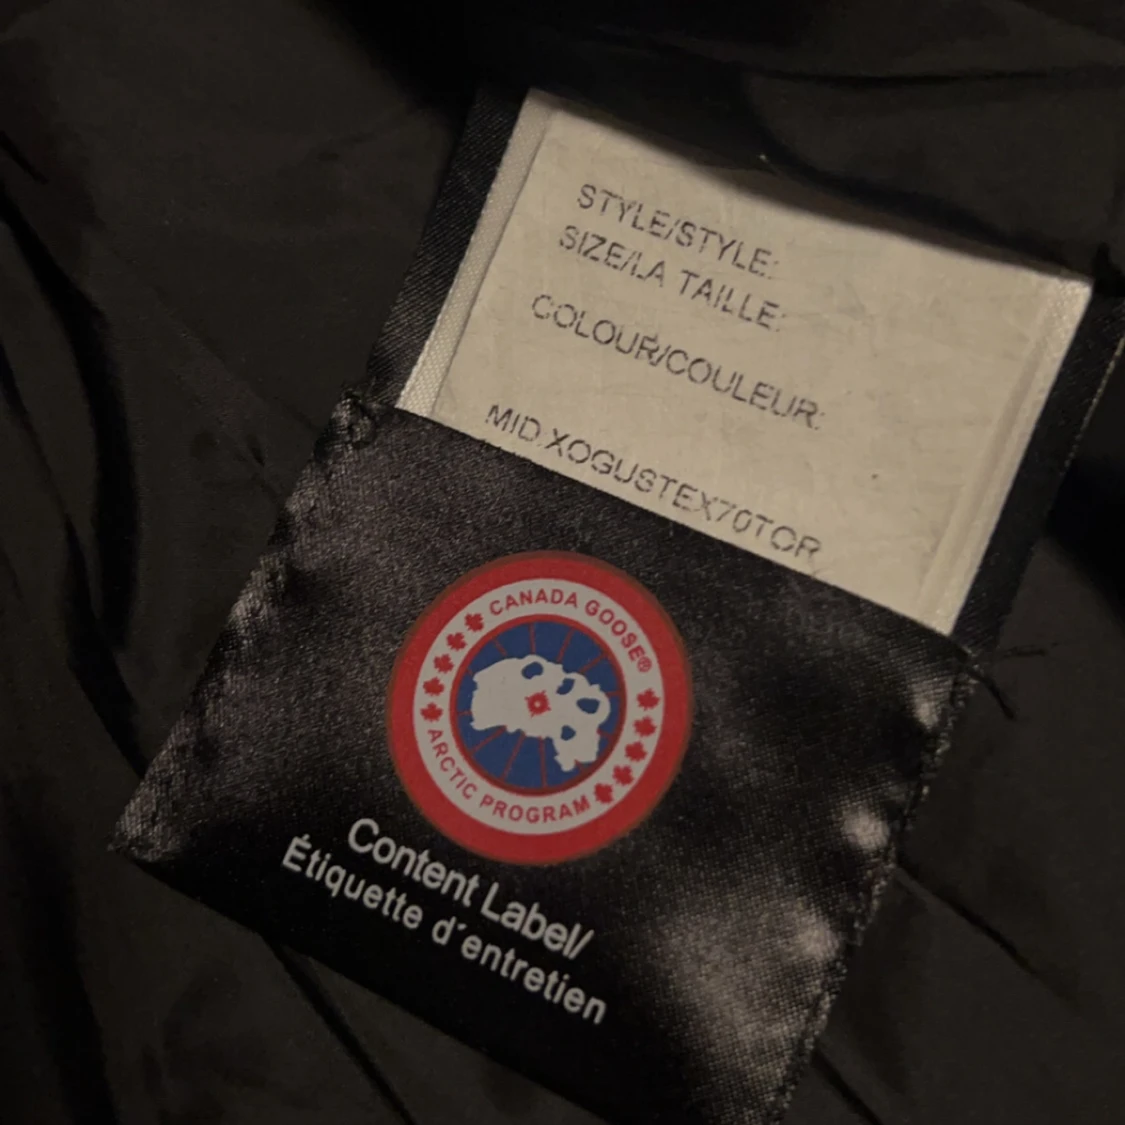 STYLE/STYLE:
SIZE/LA TAILLE:
COLOUR/COULEUR:
MID:XOGUSTEX70TOR
CANADA GOOSE®
ARCTIC PROGRAM
Content Label/
Étiquette d´entretien